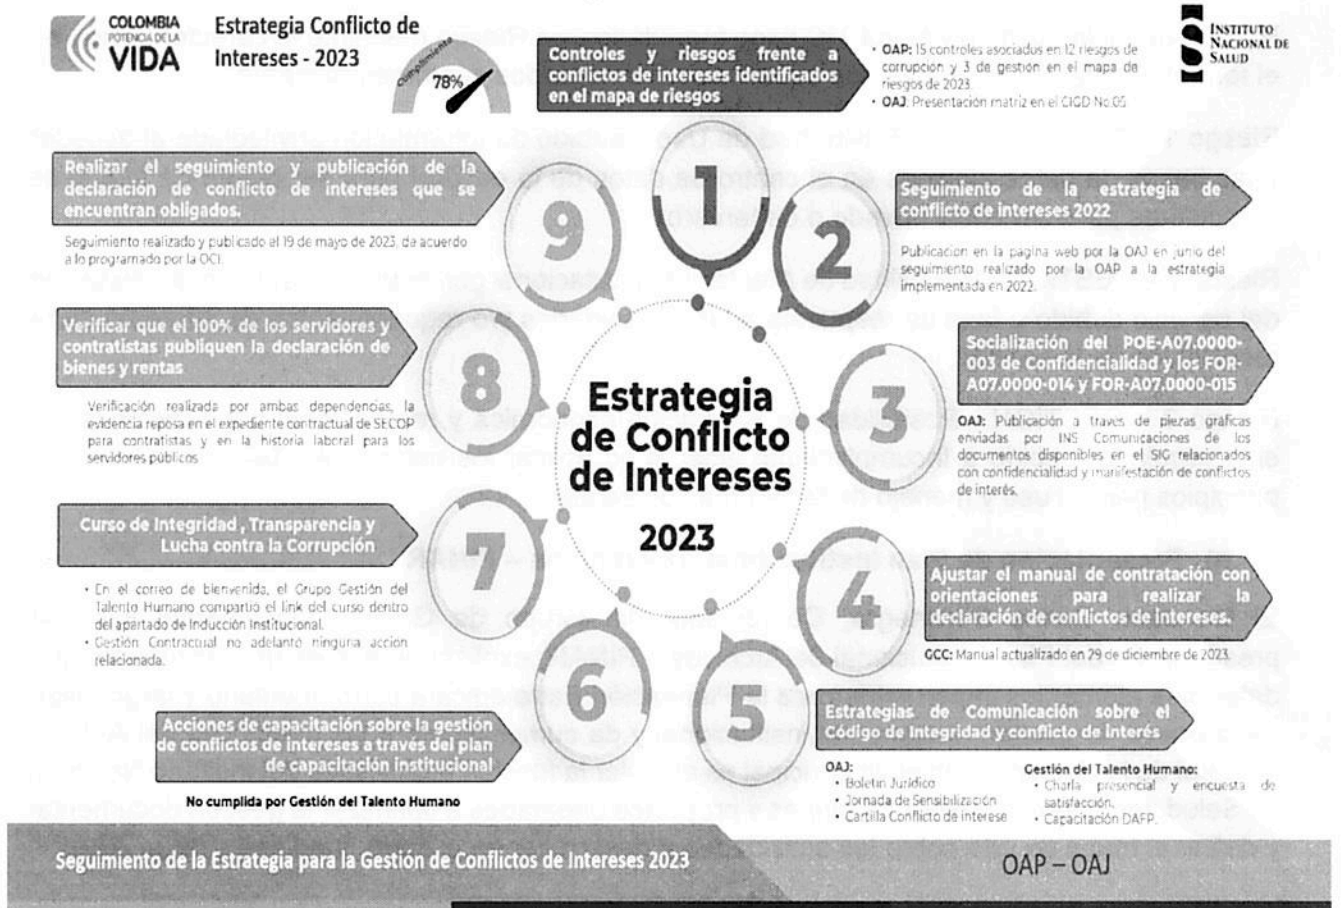 COLOMBIA
POTENCIA DE LA
VIDA
Estrategia Conflicto de
Intereses - 2023
Cumplimiento
78%
INSTITUTO
NACIONAL DE
SALUD
Controles y riesgos frente a
conflictos de intereses identificados
en el mapa de riesgos
• OAP: 15 controles asociados en 12 riesgos de
corrupción y 3 de gestión en el mapa de
riesgos de 2023.
• OAJ: Presentación matriz en el CIGD No.05
1
2
Seguimiento de la estrategia de
conflicto de intereses 2022
Publicación en la pagina web por la OAJ en junio del
seguimiento realizado por la OAP a la estrategia
implementada en 2022.
3
Socialización del POE-A07.0000-
003 de Confidencialidad y los FOR-
A07.0000-014 y FOR-A07.0000-015
OAJ: Publicación a través de piezas gráficas
enviadas por INS Comunicaciones de los
documentos disponibles en el SIG relacionados
con confidencialidad y manifestación de conflictos
de interés.
4
Ajustar el manual de contratación con
orientaciones para realizar la
declaración de conflictos de intereses.
GCC: Manual actualizado en 29 de diciembre de 2023.
5
Estrategias de Comunicación sobre el
Código de Integridad y conflicto de interés
OAJ:
• Boletín Jurídico
• Jornada de Sensibilización
• Cartilla Conflicto de interese
Gestión del Talento Humano:
• Charla presencial y encuesta de
satisfacción.
• Capacitación DAFP.
6
Acciones de capacitación sobre la gestión
de conflictos de intereses a través del plan
de capacitación institucional
No cumplida por Gestión del Talento Humano
7
Curso de Integridad , Transparencia y
Lucha contra la Corrupción
• En el correo de bienvenida, el Grupo Gestión del
Talento Humano compartió el link del curso dentro
del apartado de Inducción Institucional.
• Gestión Contractual no adelantó ninguna acción
relacionada.
8
Verificar que el 100% de los servidores y
contratistas publiquen la declaración de
bienes y rentas
Verificación realizada por ambas dependencias, la
evidencia reposa en el expediente contractual de SECOP
para contratistas y en la historia laboral para los
servidores públicos
9
Realizar el seguimiento y publicación de la
declaración de conflicto de intereses que se
encuentran obligados.
Seguimiento realizado y publicado el 19 de mayo de 2023, de acuerdo
a lo programado por la OCI.
Estrategia
de Conflicto
de Intereses
2023
Seguimiento de la Estrategia para la Gestión de Conflictos de Intereses 2023
OAP – OAJ